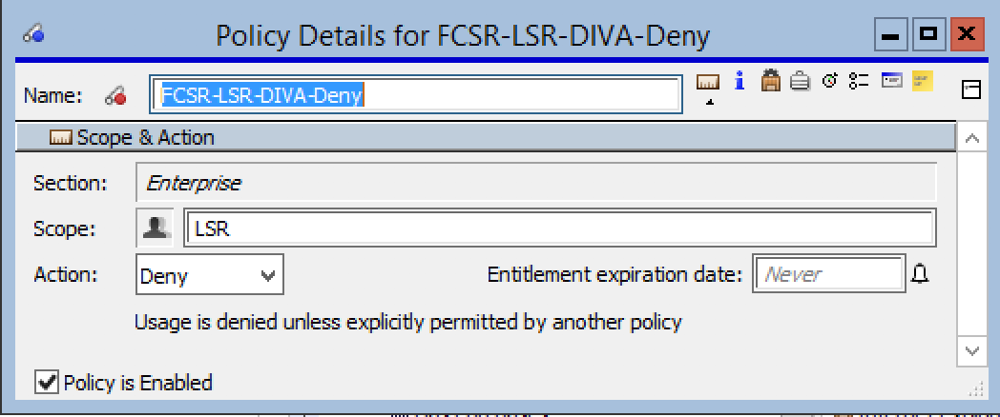 Policy Details for FCSR-LSR-DIVA-Deny
Name: FCSR-LSR-DIVA-Deny
Scope & Action
Section: Enterprise
Scope: LSR
Action: Deny Entitlement expiration date: Never
Usage is denied unless explicitly permitted by another policy
Policy is Enabled